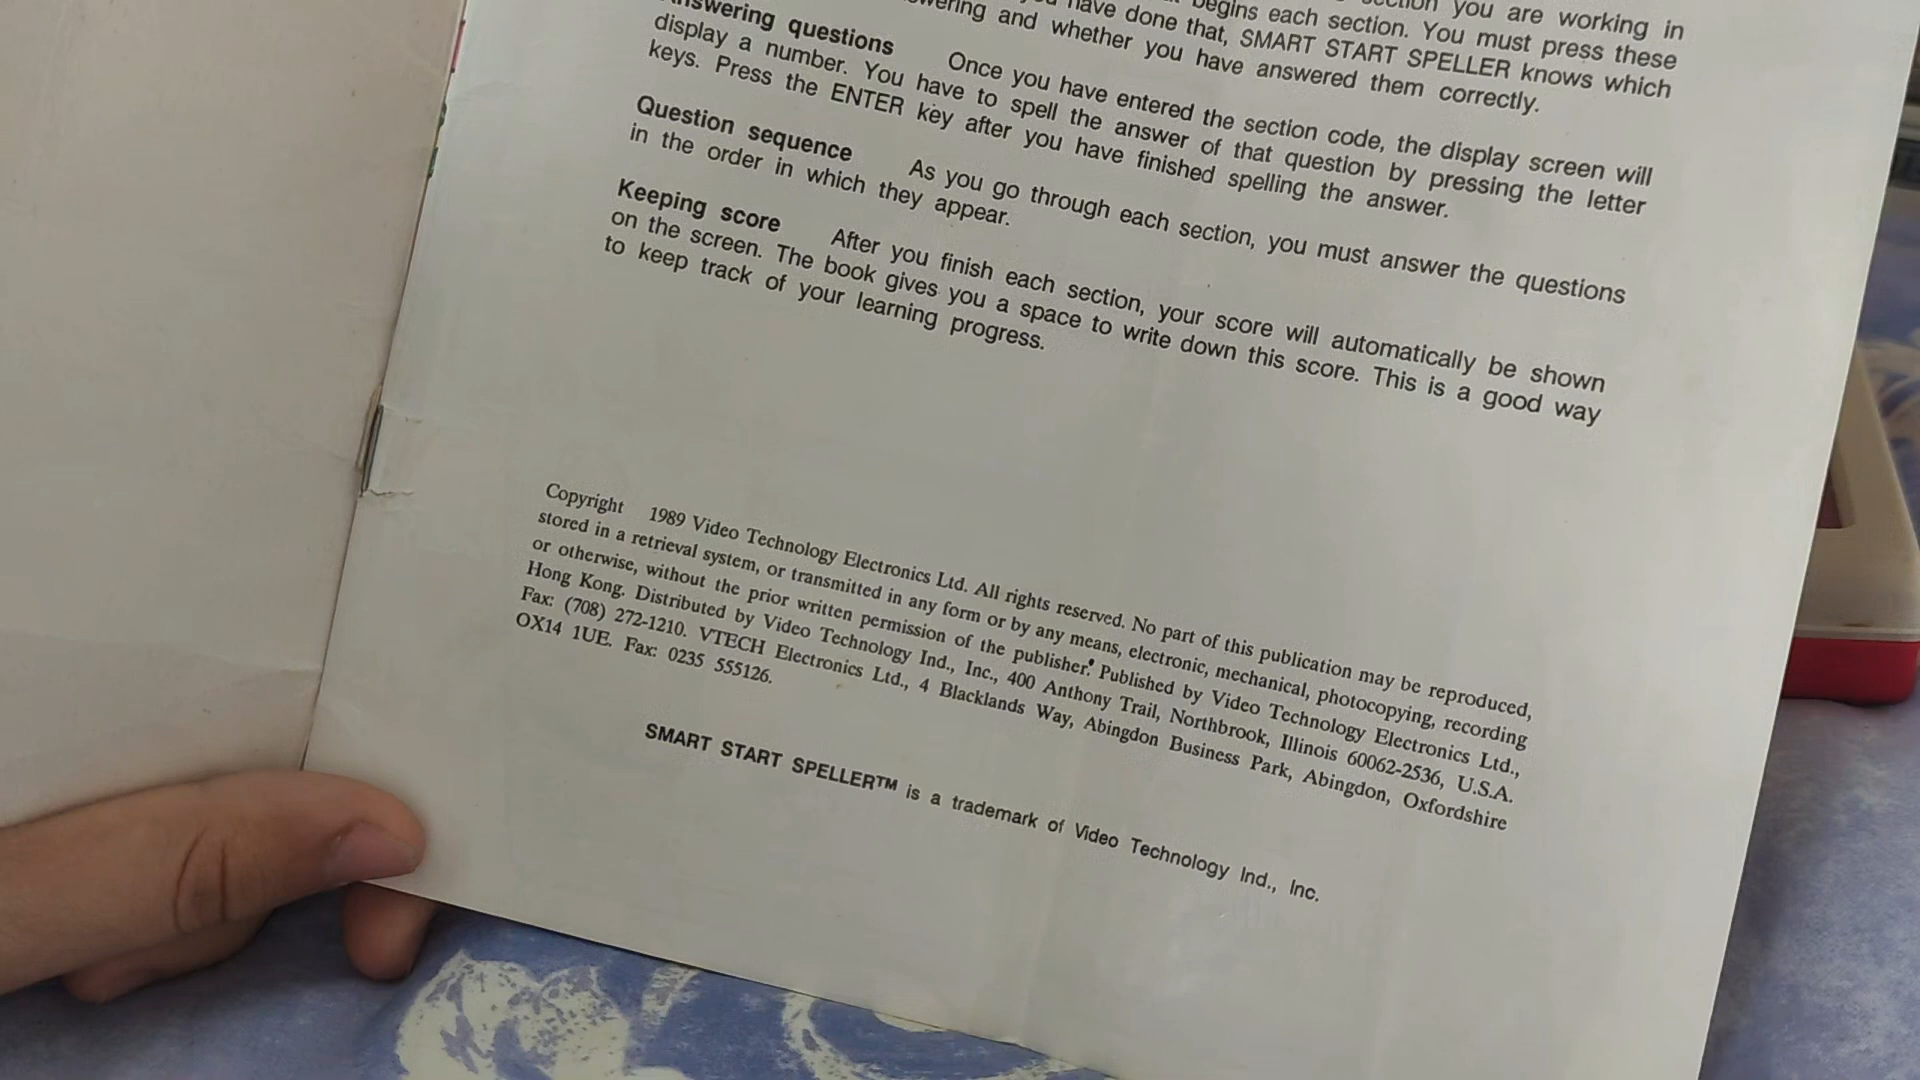 section you are working in
begins each section. You must press these
have done that, SMART START SPELLER knows which
and whether you have answered them correctly.
Answering questions Once you have entered the section code, the display screen will
display a number. You have to spell the answer of that question by pressing the letter
keys. Press the ENTER key after you have finished spelling the answer.
Question sequence As you go through each section, you must answer the questions
in the order in which they appear.
Keeping score After you finish each section, your score will automatically be shown
on the screen. The book gives you a space to write down this score. This is a good way
to keep track of your learning progress.
Copyright 1989 Video Technology Electronics Ltd. All rights reserved. No part of this publication may be reproduced,
stored in a retrieval system, or transmitted in any form or by any means, electronic, mechanical, photocopying, recording
or otherwise, without the prior written permission of the publisher. Published by Video Technology Electronics Ltd.,
Hong Kong. Distributed by Video Technology Ind., Inc., 400 Anthony Trail, Northbrook, Illinois 60062-2536, U.S.A.
Fax: (708) 272-1210. VTECH Electronics Ltd., 4 Blacklands Way, Abingdon Business Park, Abingdon, Oxfordshire
OX14 1UE. Fax: 0235 555126.
SMART START SPELLER™ is a trademark of Video Technology Ind., Inc.